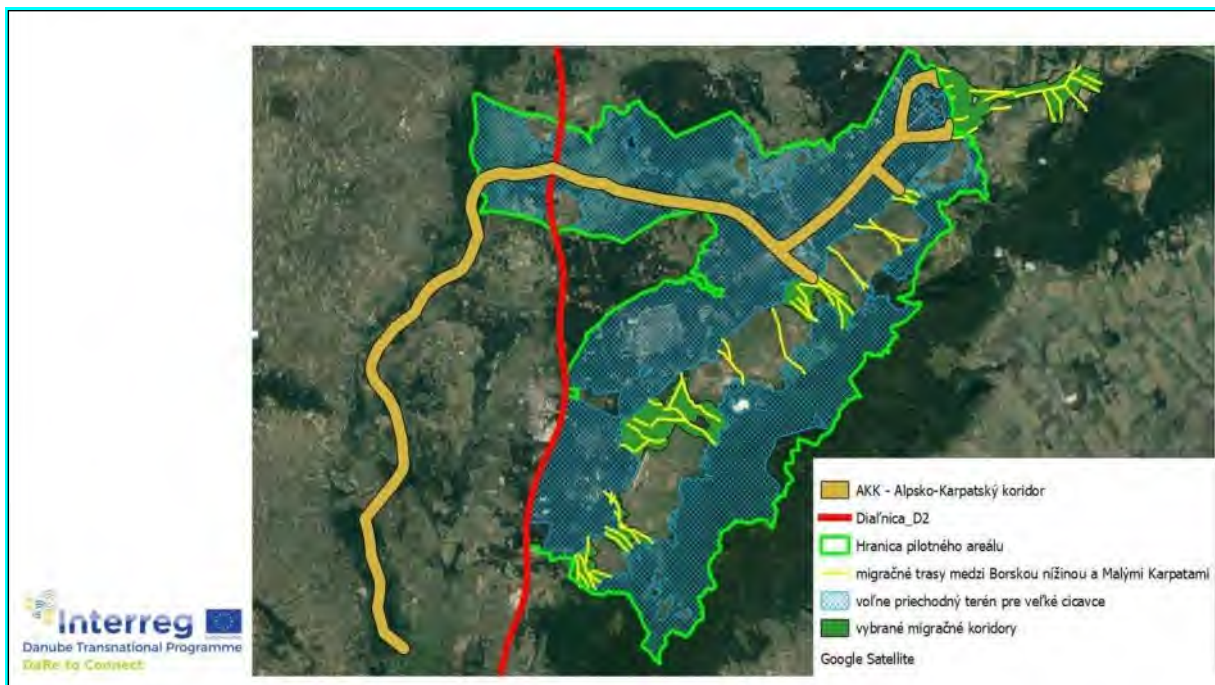 AKK - Alpsko-Karpatský koridor
Diaľnica_D2
Hranica pilotného areálu
migračné trasy medzi Borskou nížinou a Malými Karpatami
voľne priechodný terén pre veľké cicavce
vybrané migračné koridory
Google Satellite
Interreg
Danube Transnational Programme
DaRe to Connect